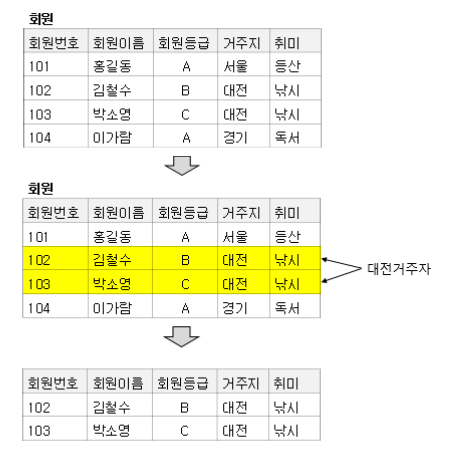 회원
회원번호 회원이름 회원등급 거주지 취미
101 홍길동 A 서울 등산
102 김철수 B 대전 낚시
103 박소영 C 대전 낚시
104 이가람 A 경기 독서
회원
회원번호 회원이름 회원등급 거주지 취미
101 홍길동 A 서울 등산
102 김철수 B 대전 낚시
대전거주자
103 박소영 C 대전 낚시
104 이가람 A 경기 독서
회원번호 회원이름 회원등급 거주지 취미
102 김철수 B 대전 낚시
103 박소영 C 대전 낚시